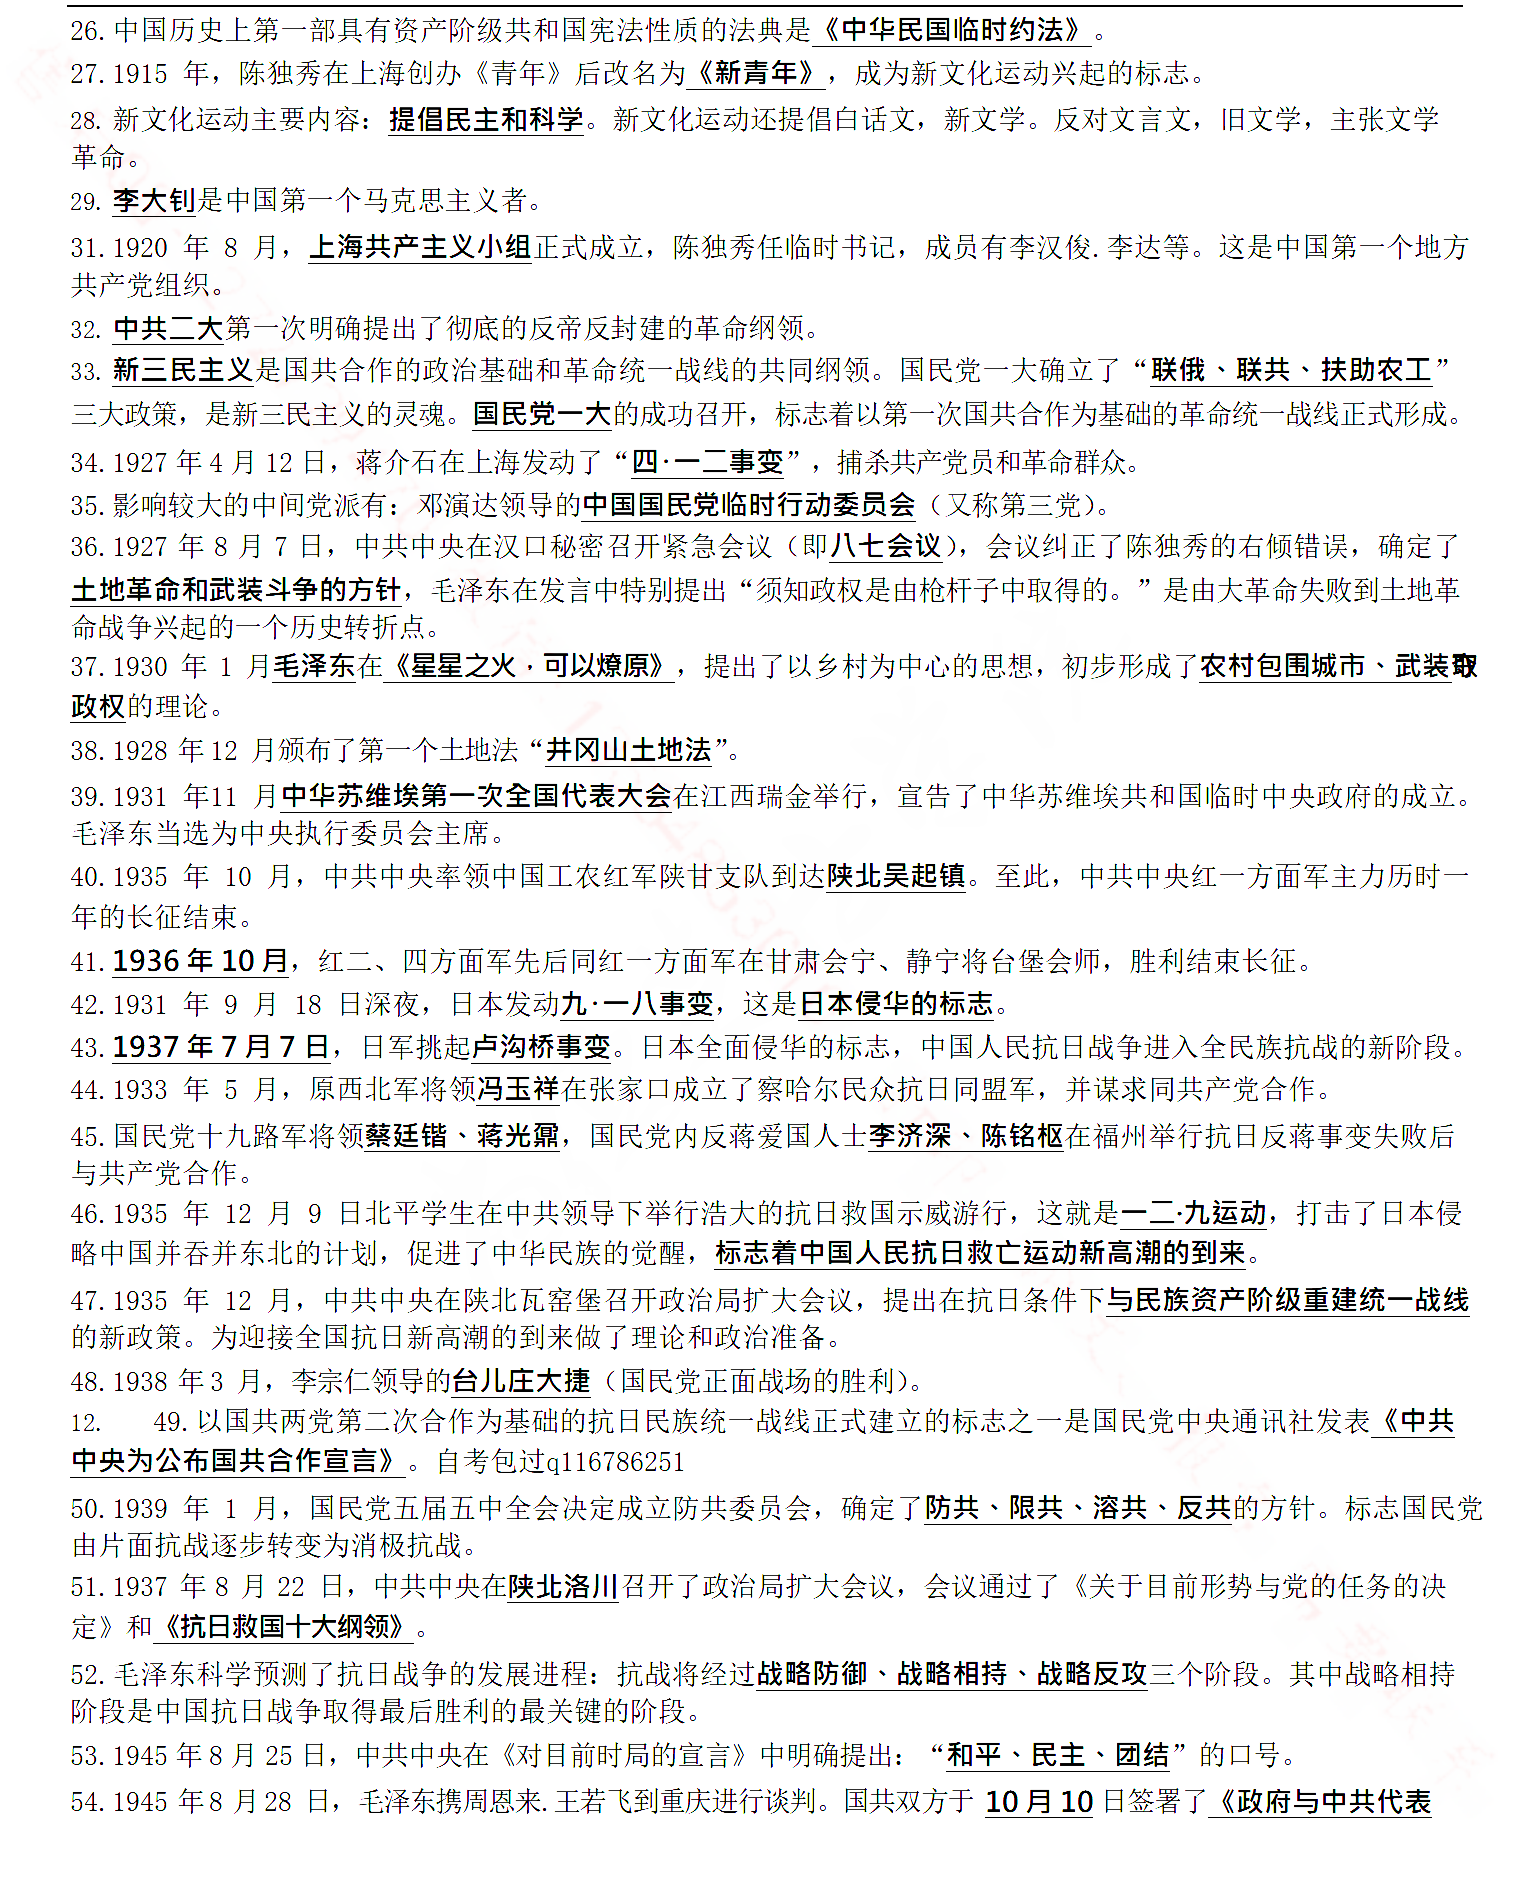 26.中国历史上第一部具有资产阶级共和国宪法性质的法典是《中华民国临时约法》。
27.1915 年，陈独秀在上海创办《青年》后改名为《新青年》，成为新文化运动兴起的标志。
28. 新文化运动主要内容：提倡民主和科学。新文化运动还提倡白话文，新文学。反对文言文，旧文学，主张文学
革命。
29. 李大钊是中国第一个马克思主义者。
31.1920 年 8 月，上海共产主义小组正式成立，陈独秀任临时书记，成员有李汉俊.李达等。这是中国第一个地方
共产党组织。
32. 中共二大第一次明确提出了彻底的反帝反封建的革命纲领。
33. 新三民主义是国共合作的政治基础和革命统一战线的共同纲领。国民党一大确立了“联俄、联共、扶助农工”
三大政策，是新三民主义的灵魂。国民党一大的成功召开，标志着以第一次国共合作为基础的革命统一战线正式形成。
34.1927 年 4 月 12 日，蒋介石在上海发动了“四·一二事变”，捕杀共产党员和革命群众。
35.影响较大的中间党派有：邓演达领导的中国国民党临时行动委员会（又称第三党）。
36.1927 年 8 月 7 日，中共中央在汉口秘密召开紧急会议（即八七会议），会议纠正了陈独秀的右倾错误，确定了
土地革命和武装斗争的方针，毛泽东在发言中特别提出“须知政权是由枪杆子中取得的。”是由大革命失败到土地革
命战争兴起的一个历史转折点。
37.1930 年 1 月毛泽东在《星星之火，可以燎原》，提出了以乡村为中心的思想，初步形成了农村包围城市、武装夺取
政权的理论。
38.1928 年12 月颁布了第一个土地法“井冈山土地法”。
39.1931 年11 月中华苏维埃第一次全国代表大会在江西瑞金举行，宣告了中华苏维埃共和国临时中央政府的成立。
毛泽东当选为中央执行委员会主席。
40.1935 年 10 月，中共中央率领中国工农红军陕甘支队到达陕北吴起镇。至此，中共中央红一方面军主力历时一
年的长征结束。
41.1936 年 10 月，红二、四方面军先后同红一方面军在甘肃会宁、静宁将台堡会师，胜利结束长征。
42.1931 年 9 月 18 日深夜，日本发动九·一八事变，这是日本侵华的标志。
43.1937 年 7 月 7 日，日军挑起卢沟桥事变。日本全面侵华的标志，中国人民抗日战争进入全民族抗战的新阶段。
44.1933 年 5 月，原西北军将领冯玉祥在张家口成立了察哈尔民众抗日同盟军，并谋求同共产党合作。
45.国民党十九路军将领蔡廷锴、蒋光鼐，国民党内反蒋爱国人士李济深、陈铭枢在福州举行抗日反蒋事变失败后
与共产党合作。
46.1935 年 12 月 9 日北平学生在中共领导下举行浩大的抗日救国示威游行，这就是一二·九运动，打击了日本侵
略中国并吞并东北的计划，促进了中华民族的觉醒，标志着中国人民抗日救亡运动新高潮的到来。
47.1935 年 12 月，中共中央在陕北瓦窑堡召开政治局扩大会议，提出在抗日条件下与民族资产阶级重建统一战线
的新政策。为迎接全国抗日新高潮的到来做了理论和政治准备。
48.1938 年3 月，李宗仁领导的台儿庄大捷（国民党正面战场的胜利）。
12. 49.以国共两党第二次合作为基础的抗日民族统一战线正式建立的标志之一是国民党中央通讯社发表《中共
中央为公布国共合作宣言》。自考包过q116786251
50.1939 年 1 月，国民党五届五中全会决定成立防共委员会，确定了防共、限共、溶共、反共的方针。标志国民党
由片面抗战逐步转变为消极抗战。
51.1937 年 8 月 22 日，中共中央在陕北洛川召开了政治局扩大会议，会议通过了《关于目前形势与党的任务的决
定》和《抗日救国十大纲领》。
52.毛泽东科学预测了抗日战争的发展进程：抗战将经过战略防御、战略相持、战略反攻三个阶段。其中战略相持
阶段是中国抗日战争取得最后胜利的最关键的阶段。
53.1945 年 8 月 25 日，中共中央在《对目前时局的宣言》中明确提出：“和平、民主、团结”的口号。
54.1945 年8 月28 日，毛泽东携周恩来.王若飞到重庆进行谈判。国共双方于 10 月 10 日签署了《政府与中共代表